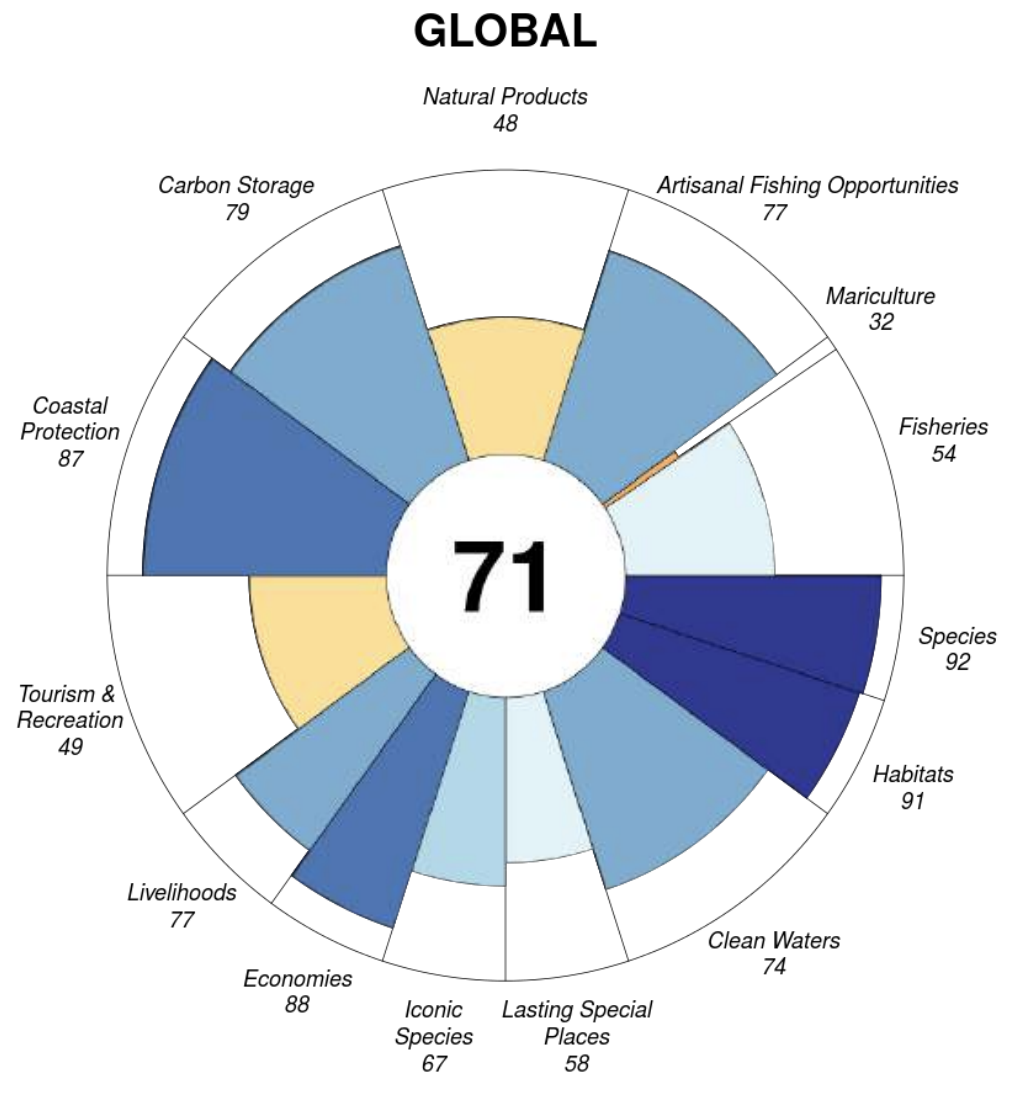 GLOBAL
Natural Products
48
Carbon Storage
79
Artisanal Fishing Opportunities
77
Mariculture
32
Coastal
Protection
87
Fisheries
54
71
Species
92
Tourism &
Recreation
49
Habitats
91
Livelihoods
77
Clean Waters
74
Economies
88
Iconic
Species
67
Lasting Special
Places
58